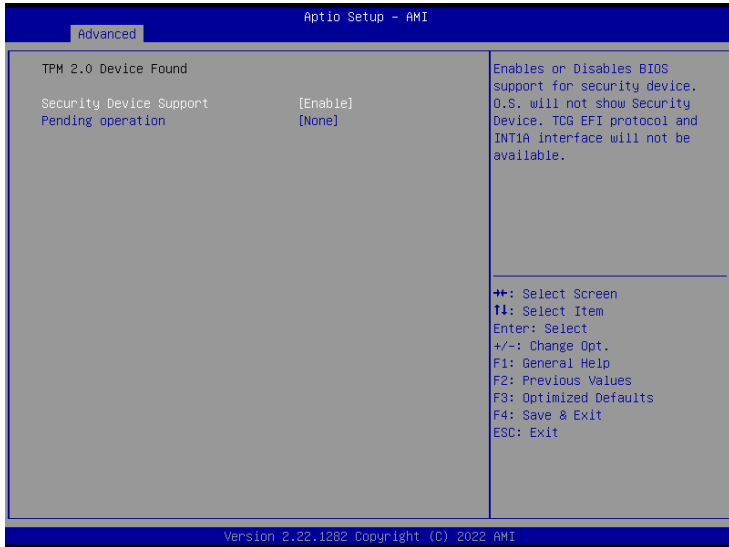 Aptio Setup – AMI
Advanced
TPM 2.0 Device Found
Security Device Support [Enable]
Pending operation [None]
Enables or Disables BIOS
support for security device.
O.S. will not show Security
Device. TCG EFI protocol and
INT1A interface will not be
available.
→←: Select Screen
↑↓: Select Item
Enter: Select
+/-: Change Opt.
F1: General Help
F2: Previous Values
F3: Optimized Defaults
F4: Save & Exit
ESC: Exit
Version 2.22.1282 Copyright (C) 2022 AMI